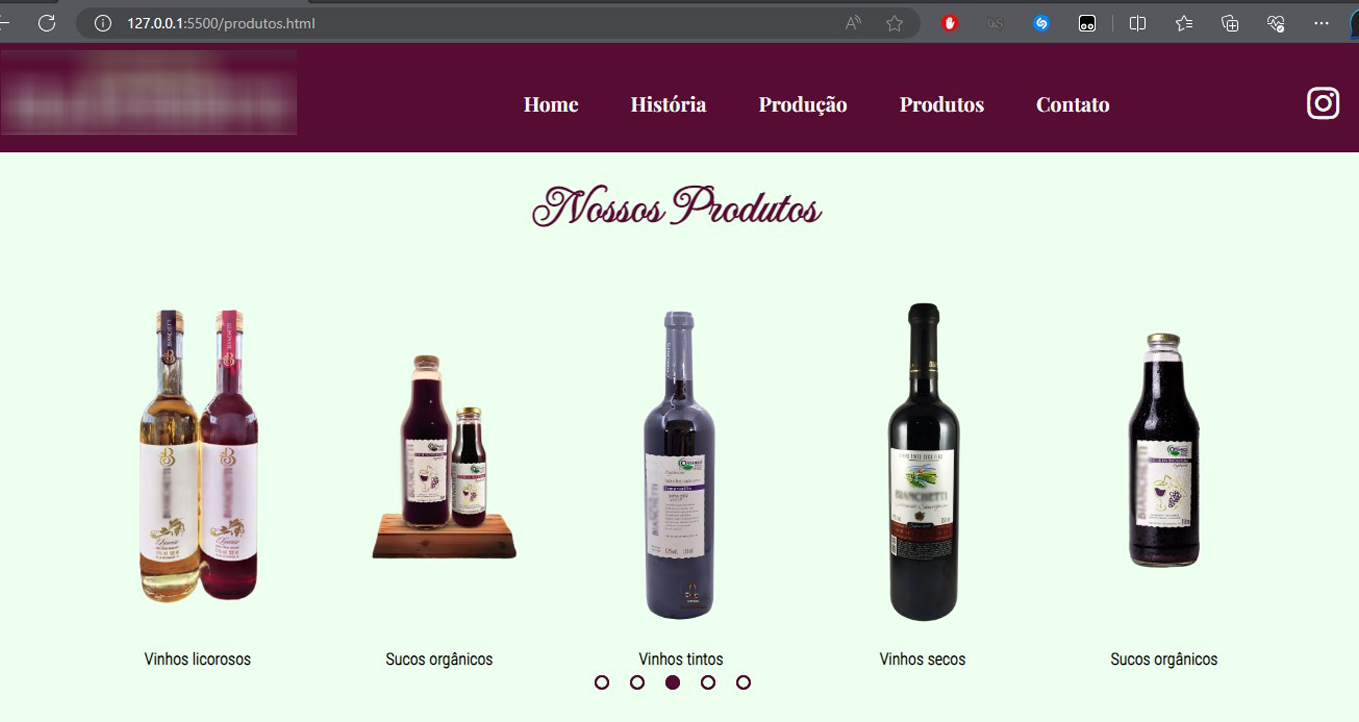 127.0.0.1:5500/produtos.html
Home História Produção Produtos Contato
Nossos Produtos
BIANCHETTI
Vinhos licorosos Sucos orgânicos Vinhos tintos Vinhos secos Sucos orgânicos